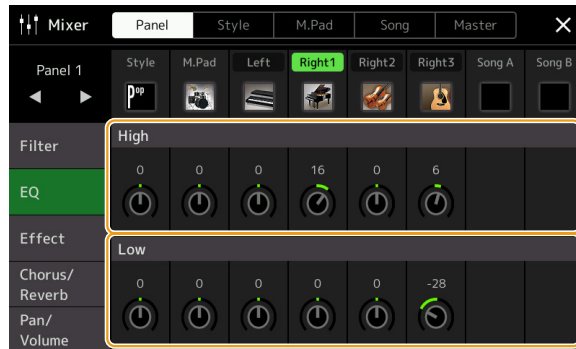 Mixer
Panel
Style
M.Pad
Song
Master
Panel 1
Style
M.Pad
Left
Right1
Right2
Right3
Song A
Song B
Pop
Filter
EQ
Effect
Chorus/
Reverb
Pan/
Volume
High
0
0
0
16
0
6
Low
0
0
0
0
0
-28